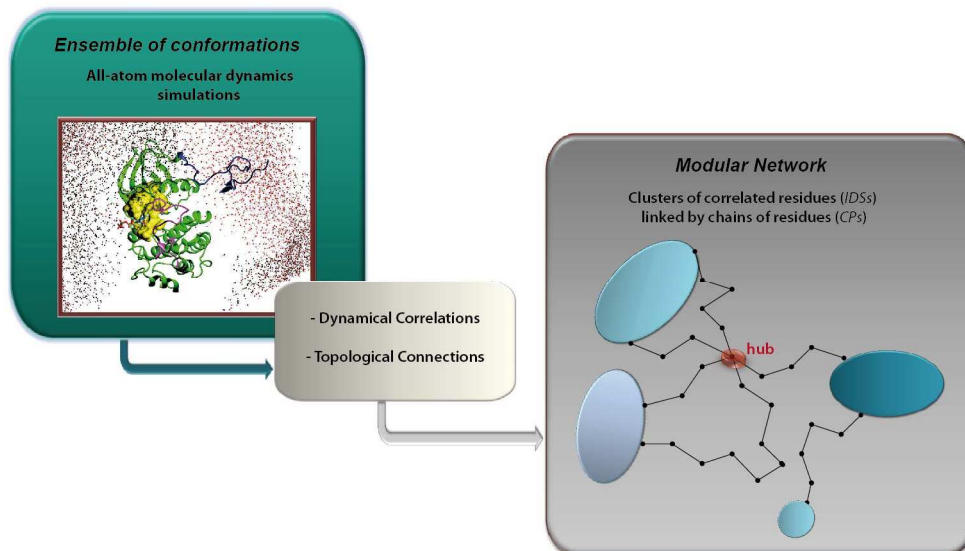 Ensemble of conformations
All-atom molecular dynamics
simulations
- Dynamical Correlations
- Topological Connections
Modular Network
Clusters of correlated residues (IDSs)
linked by chains of residues (CPs)
hub